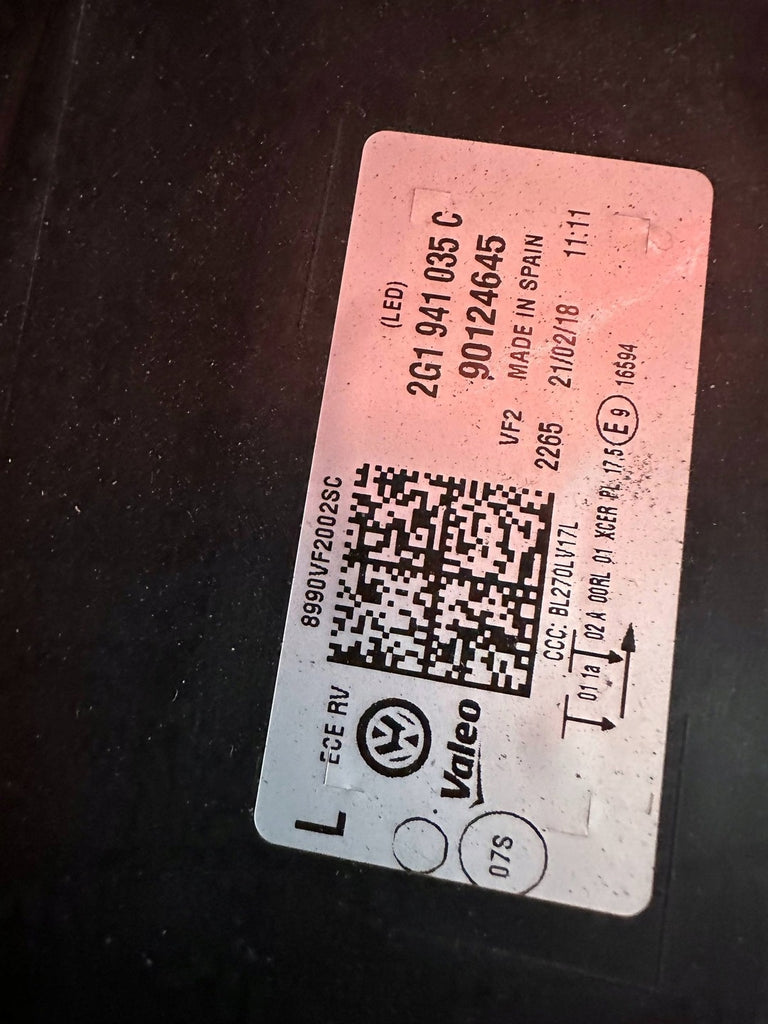 L
ECE RV
8990VF2002SC
(LED)
2G1 941 035 C
90124645
VF2 MADE IN SPAIN
2265 21/02/18 11:11
Valeo
07S
CCC: BL270LV17L
01 1a 02 A 00RL 01 XCER PL 17.5 E 9 16594